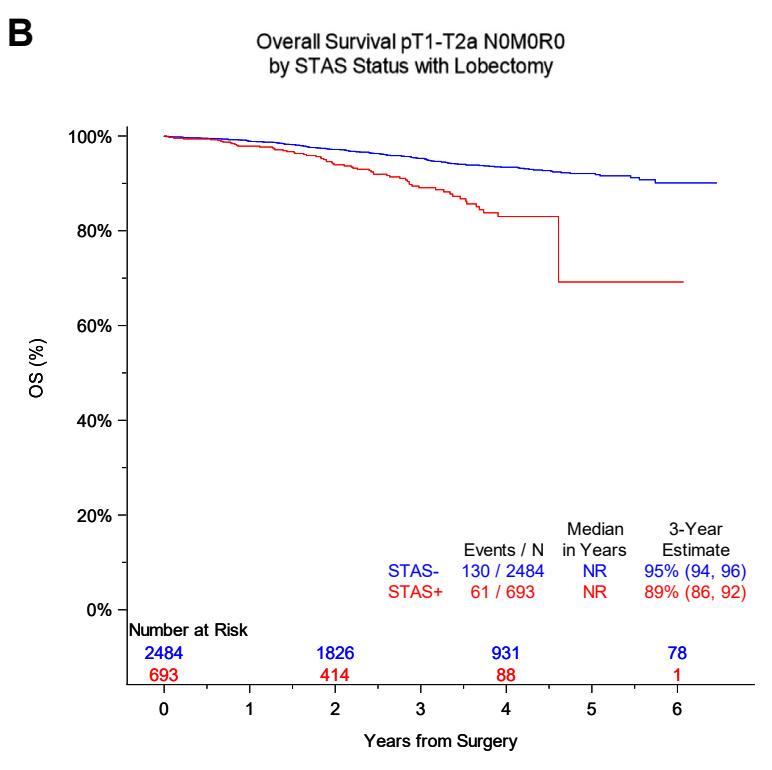 B
Overall Survival pT1-T2a N0M0R0
by STAS Status with Lobectomy
100%
80%
60%
40%
20%
0%
OS (%)
Median 3-Year
Events / N in Years Estimate
STAS- 130 / 2484 NR 95% (94, 96)
STAS+ 61 / 693 NR 89% (86, 92)
Number at Risk
2484 1826 931 78
693 414 88 1
0 1 2 3 4 5 6
Years from Surgery